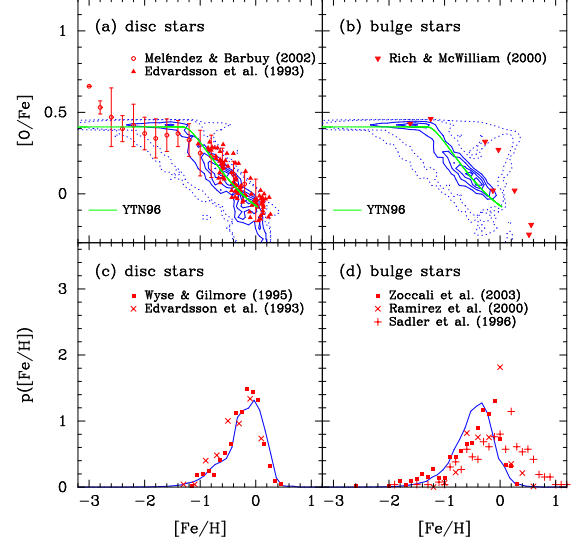 (a) disc stars
Meléndez & Barbuy (2002)
Edvardsson et al. (1993)
YTN96
[O/Fe]
1
0.5
0
(b) bulge stars
Rich & McWilliam (2000)
YTN96
(c) disc stars
Wyse & Gilmore (1995)
Edvardsson et al. (1993)
p([Fe/H])
3
2
1
0
−3
−2
−1
0
1
[Fe/H]
(d) bulge stars
Zoccali et al. (2003)
Ramirez et al. (2000)
Sadler et al. (1996)
−3
−2
−1
0
1
[Fe/H]